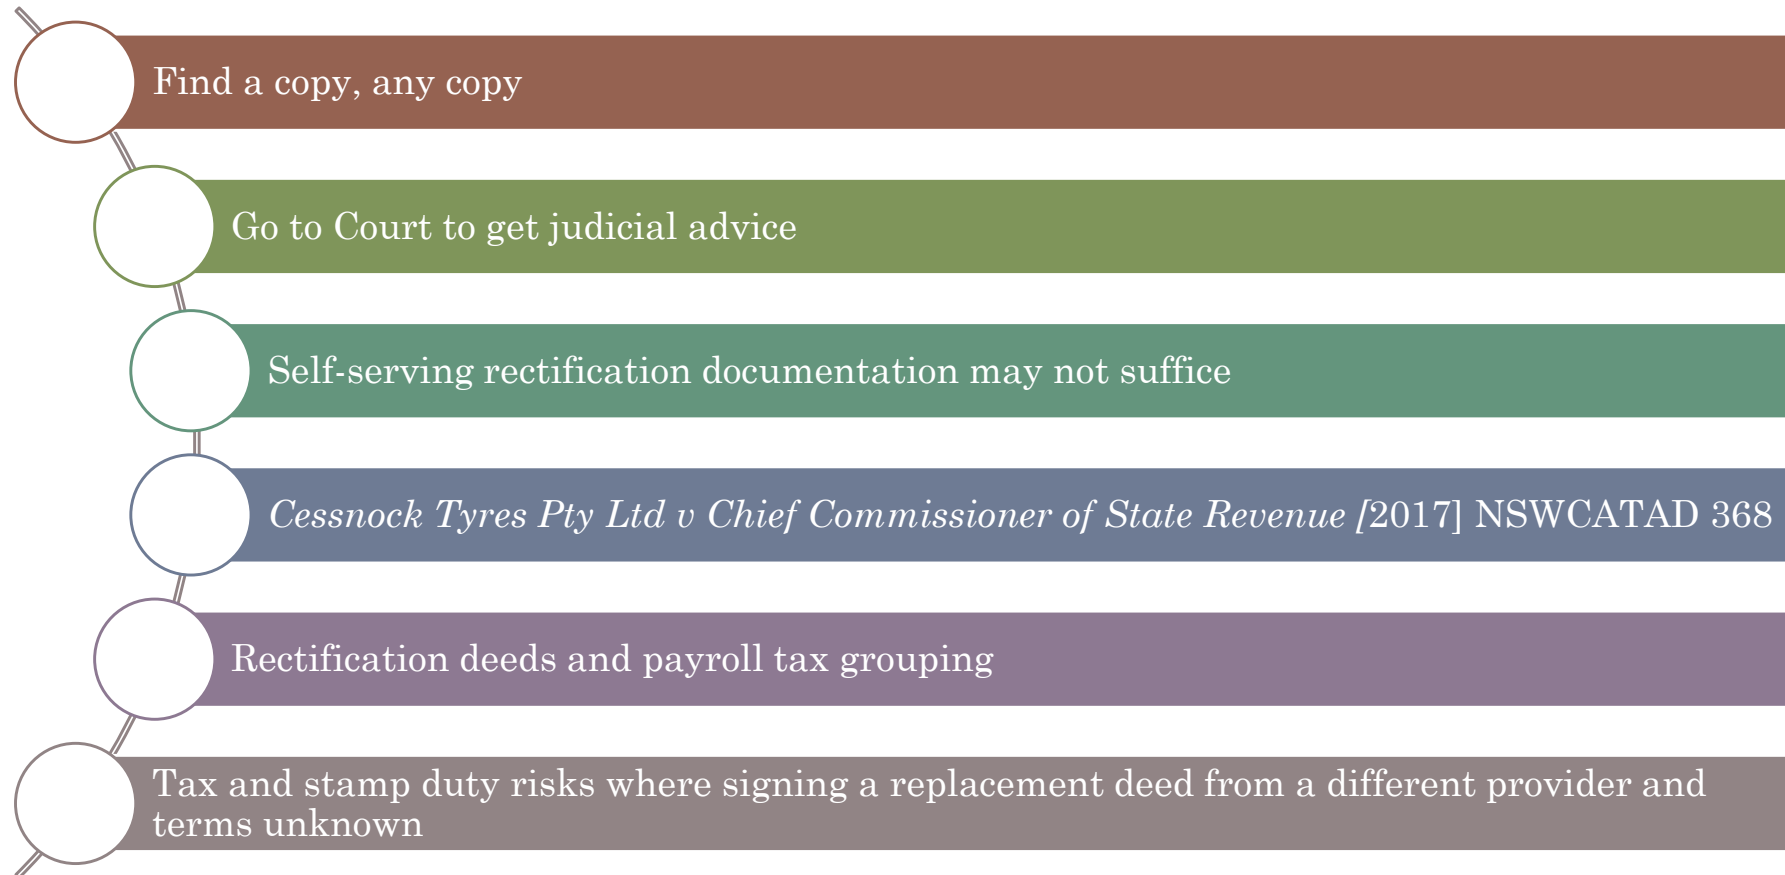 Find a copy, any copy
Go to Court to get judicial advice
Self-serving rectification documentation may not suffice
Cessnock Tyres Pty Ltd v Chief Commissioner of State Revenue [2017] NSWCATAD 368
Rectification deeds and payroll tax grouping
Tax and stamp duty risks where signing a replacement deed from a different provider and
terms unknown